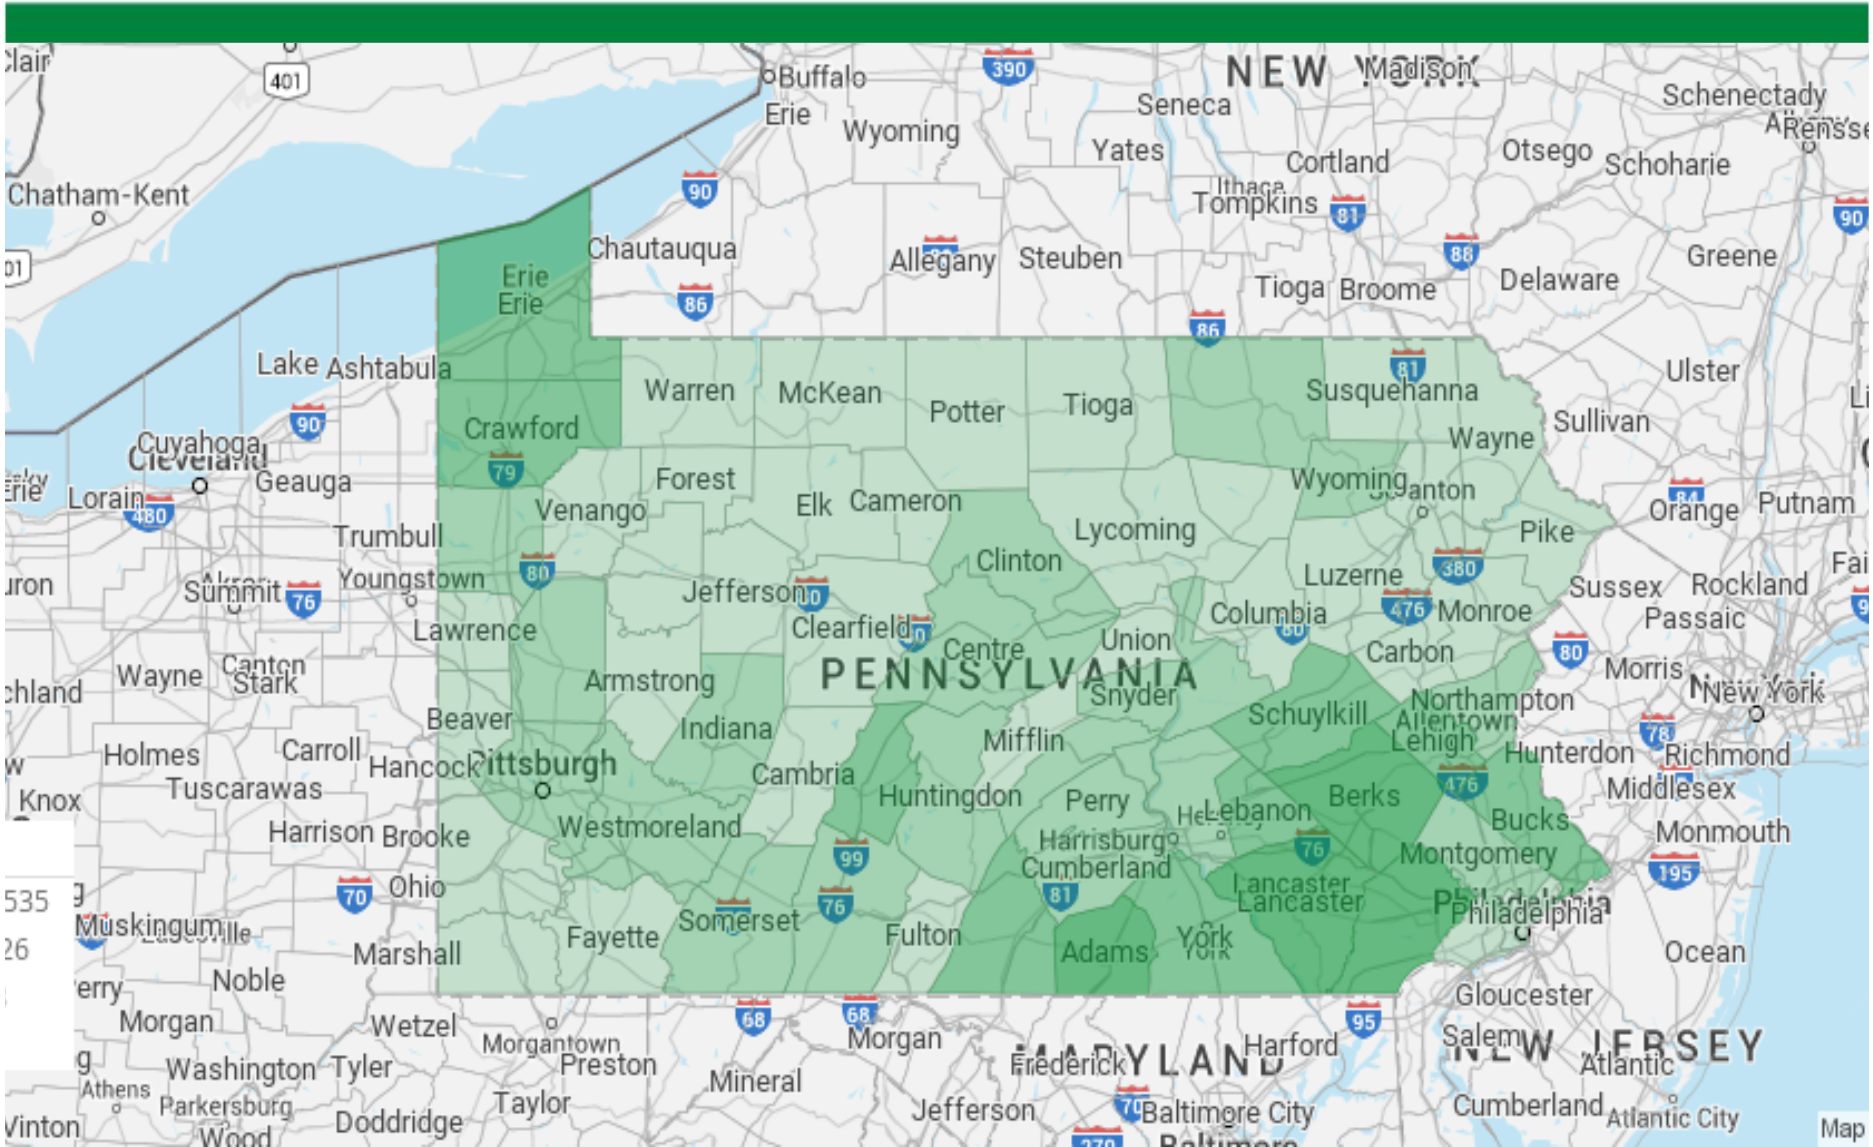 401
Buffalo
390
NEW YORK
Madison
Erie
Seneca
Schenectady
Wyoming
Yates
Cortland
Otsego
Schoharie
Chatham-Kent
90
Ithaca
Tompkins
81
90
Chautauqua
Allegany
Steuben
88
Greene
01
Erie
Erie
86
Tioga
Broome
Delaware
86
Lake
Ashtabula
Warren
McKean
Potter
Tioga
81
Susquehanna
Ulster
Sullivan
90
Cuyahoga
Cleveland
Crawford
Wayne
79
Erie
Lorain
480
Geauga
Forest
Wyoming
84
Orange
Putnam
Venango
Elk
Cameron
Lycoming
Pike
Trumbull
80
Clinton
Luzerne
380
Summit
76
Youngstown
Jefferson
Sussex
Rockland
Lawrence
Clearfield
Centre
Union
Columbia
80
476
Monroe
Passaic
Carbon
80
Wayne
Canton
Stark
Armstrong
PENNSYLVANIA
Snyder
Morris
New York
Northampton
Beaver
Indiana
Schuylkill
Allentown
Lehigh
Holmes
Carroll
Hancock
Pittsburgh
Mifflin
78
Hunterdon
Richmond
Tuscarawas
Cambria
Huntingdon
Perry
Lebanon
Berks
476
Middlesex
Knox
Harrison
Brooke
Westmoreland
Harrisburg
Bucks
Monmouth
99
Cumberland
76
Montgomery
195
70
Ohio
81
Lancaster
Lancaster
535
Muskingum
Somerset
76
Philadelphia
Philadelphia
26
Marshall
Fayette
Fulton
Adams
York
York
Ocean
Noble
Morgan
Wetzel
68
68
95
Gloucester
Morgantown
Morgan
Harford
Salem
NEW JERSEY
Washington
Tyler
Preston
MARYLAND
Frederick
Atlantic
Athens
Mineral
Parkersburg
Taylor
Jefferson
70
Baltimore City
Cumberland
Atlantic City
Vinton
Wood
Doddridge
270
Baltimore
Map